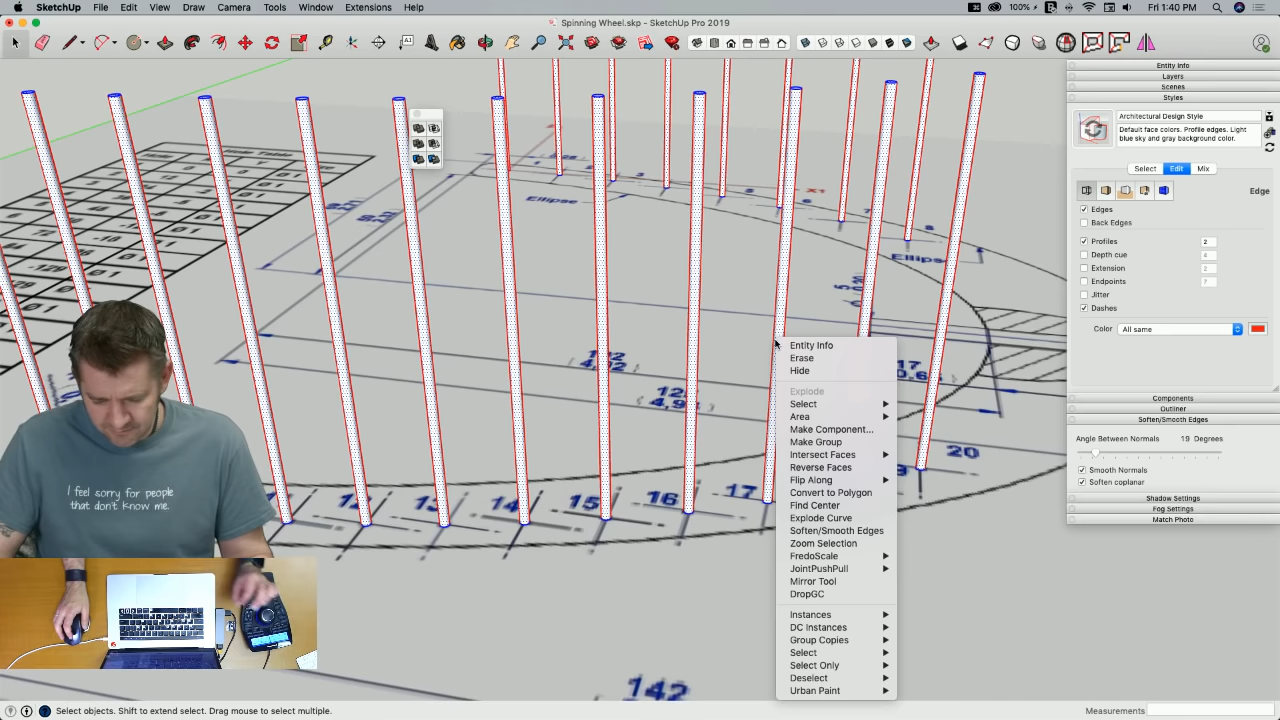 SketchUp File Edit View Draw Camera Tools Window Extensions Help
100% Fri 1:40 PM
Spinning Wheel.skp - SketchUp Pro 2019
Entity Info
Layers
Scenes
Styles
Architectural Design Style
Default face colors. Profile edges. Light
blue sky and gray background color.
Select Edit Mix
Edge
Edges
Back Edges
Profiles 2
Depth cue 4
Extension 2
Endpoints 7
Jitter
Dashes
Color All same
Components
Outliner
Soften/Smooth Edges
Angle Between Normals 19 Degrees
Smooth Normals
Soften coplanar
Shadow Settings
Fog Settings
Match Photo
Entity Info
Erase
Hide
Explode
Select
Area
Make Component...
Make Group
Intersect Faces
Reverse Faces
Flip Along
Convert to Polygon
Find Center
Explode Curve
Soften/Smooth Edges
Zoom Selection
FredoScale
JointPushPull
Mirror Tool
DropGC
Instances
DC Instances
Group Copies
Select
Select Only
Deselect
Urban Paint
Ellipse
Ellips
15
16
17
20
142
I feel sorry for people
that don't know me.
Select objects. Shift to extend select. Drag mouse to select multiple.
Measurements